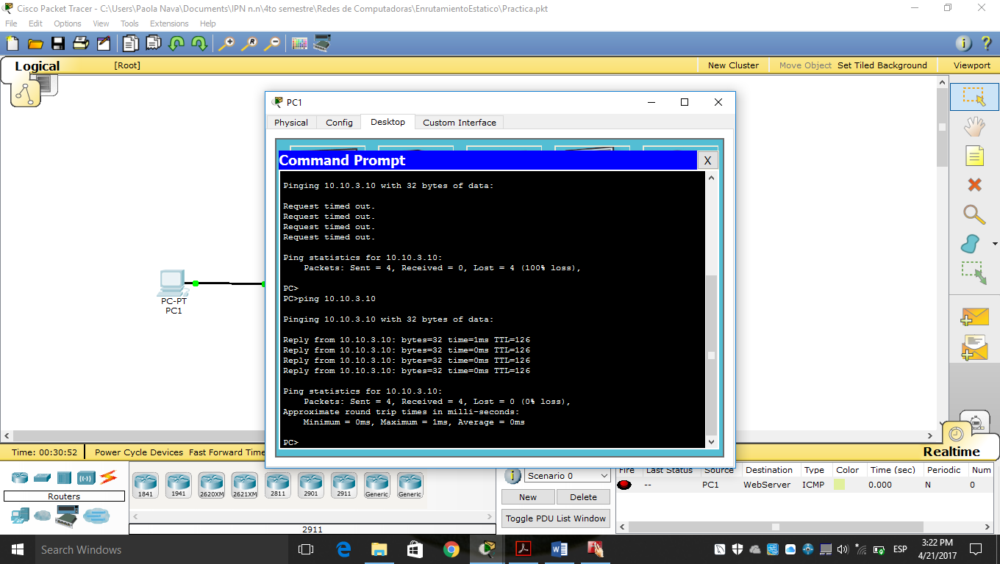 Cisco Packet Tracer - C:\Users\Paola Nava\Documents\IPN n.n\4to semestre\Redes de Computadoras\EnrutamientoEstatico\Practica.pkt
File Edit Options View Tools Extensions Help
Logical [Root] New Cluster Move Object Set Tiled Background Viewport
PC1
Physical Config Desktop Custom Interface
Command Prompt X
Pinging 10.10.3.10 with 32 bytes of data:
Request timed out.
Request timed out.
Request timed out.
Request timed out.
Ping statistics for 10.10.3.10:
Packets: Sent = 4, Received = 0, Lost = 4 (100% loss),
PC>
PC>ping 10.10.3.10
Pinging 10.10.3.10 with 32 bytes of data:
Reply from 10.10.3.10: bytes=32 time=1ms TTL=126
Reply from 10.10.3.10: bytes=32 time=0ms TTL=126
Reply from 10.10.3.10: bytes=32 time=0ms TTL=126
Reply from 10.10.3.10: bytes=32 time=0ms TTL=126
Ping statistics for 10.10.3.10:
Packets: Sent = 4, Received = 4, Lost = 0 (0% loss),
Approximate round trip times in milli-seconds:
Minimum = 0ms, Maximum = 1ms, Average = 0ms
PC>
PC-PT
PC1
Time: 00:30:52 Power Cycle Devices Fast Forward Time
Realtime
Routers
1841 1941 2620XM 2621XM 2811 2901 2911 Generic Generic
2911
Scenario 0
New Delete
Toggle PDU List Window
Fire Last Status Source Destination Type Color Time (sec) Periodic Num
-- PC1 WebServer ICMP 0.000 N 0
Search Windows
ESP
3:22 PM
4/21/2017